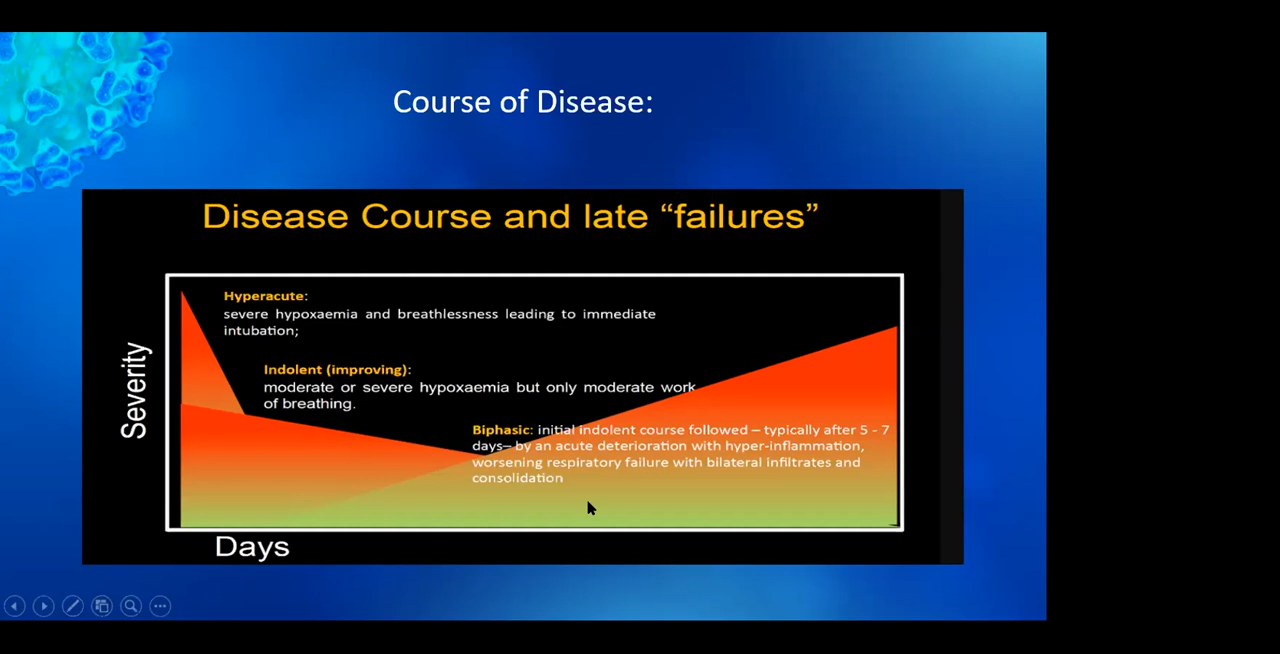 Course of Disease:
Disease Course and late “failures”
Severity
Hyperacute:
severe hypoxaemia and breathlessness leading to immediate
intubation;
Indolent (improving):
moderate or severe hypoxaemia but only moderate work
of breathing.
Biphasic: initial indolent course followed – typically after 5 - 7
days– by an acute deterioration with hyper-inflammation,
worsening respiratory failure with bilateral infiltrates and
consolidation
Days